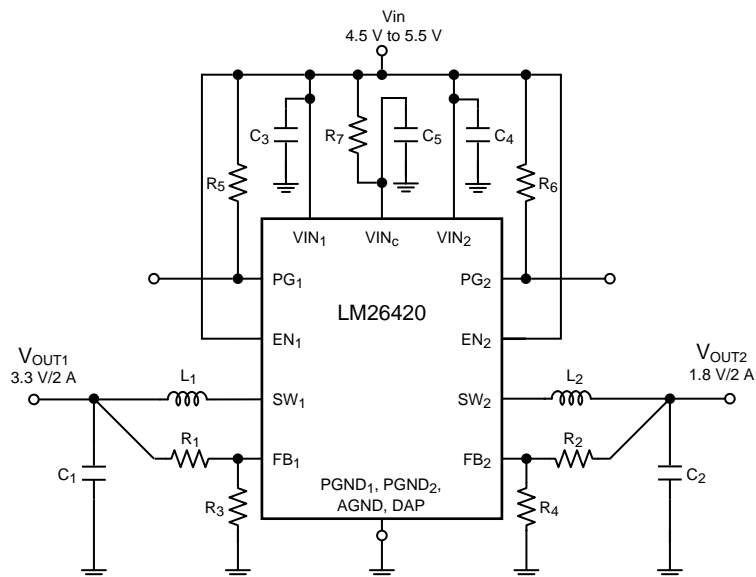 Vin
4.5 V to 5.5 V
C3
R7
C5
C4
R5
R6
VIN1
VINc
VIN2
PG1
PG2
LM26420
EN1
EN2
VOUT1
3.3 V/2 A
L1
SW1
SW2
L2
VOUT2
1.8 V/2 A
R1
FB1
FB2
R2
C1
R3
PGND1, PGND2,
AGND, DAP
R4
C2